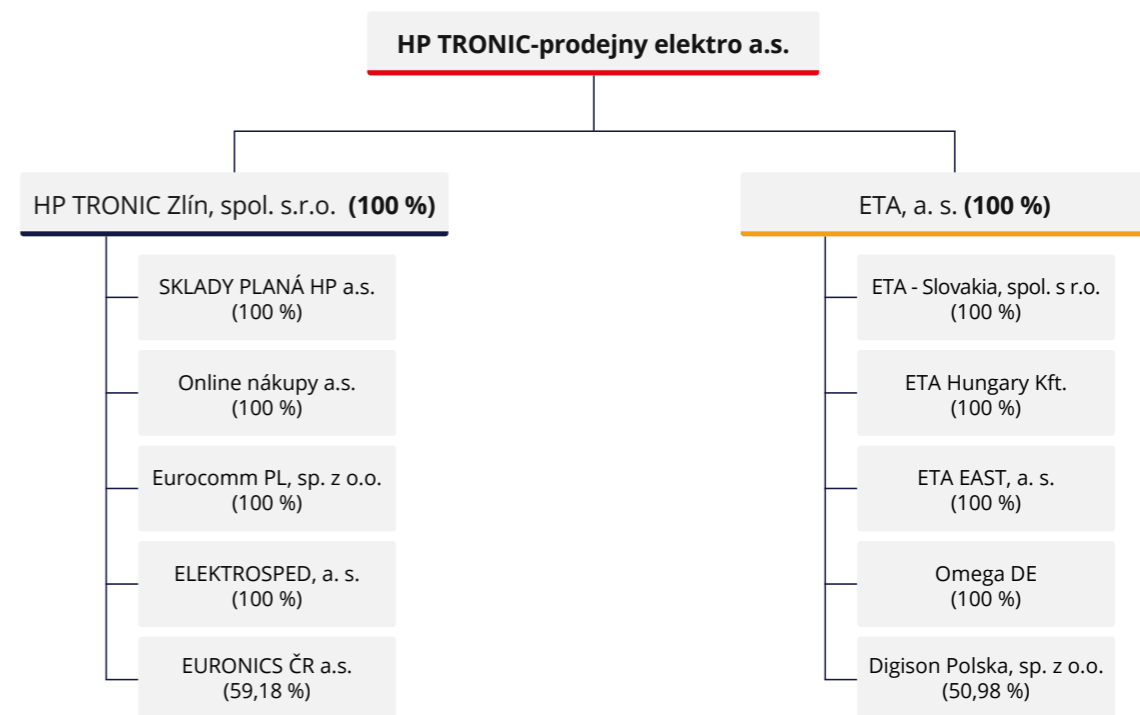 HP TRONIC-prodejny elektro a.s.
HP TRONIC Zlín, spol. s.r.o. (100 %)
SKLADY PLANÁ HP a.s.
(100 %)
Online nákupy a.s.
(100 %)
Eurocomm PL, sp. z o.o.
(100 %)
ELEKTROSPED, a. s.
(100 %)
EURONICS ČR a.s.
(59,18 %)
ETA, a. s. (100 %)
ETA - Slovakia, spol. s r.o.
(100 %)
ETA Hungary Kft.
(100 %)
ETA EAST, a. s.
(100 %)
Omega DE
(100 %)
Digison Polska, sp. z o.o.
(50,98 %)